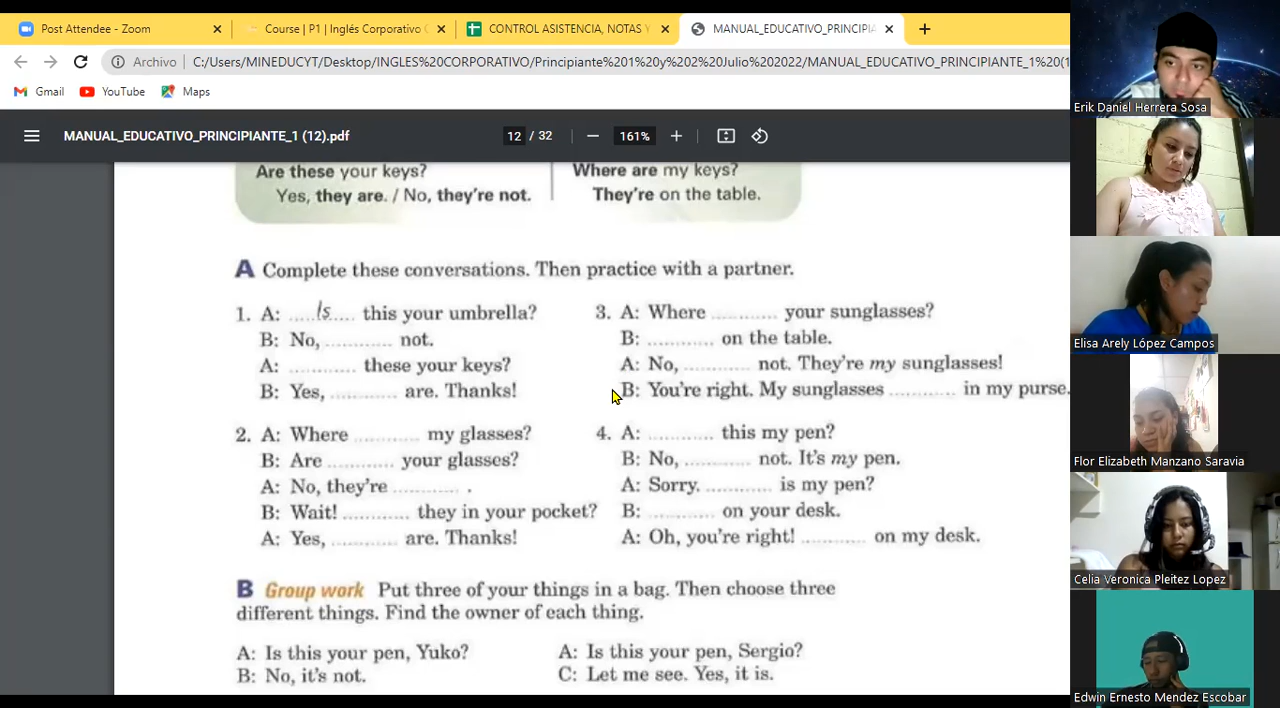 Post Attendee - Zoom
Course | P1 | Inglés Corporativo
CONTROL ASISTENCIA, NOTAS Y
MANUAL_EDUCATIVO_PRINCIPIA
Archivo
C:/Users/MINEDUCYT/Desktop/INGLES%20CORPORATIVO/Principiante%201%20y%202%20Julio%202022/MANUAL_EDUCATIVO_PRINCIPIANTE_1%20(1
Gmail YouTube Maps
MANUAL_EDUCATIVO_PRINCIPIANTE_1 (12).pdf
12 / 32
161%
Are these your keys?
Yes, they are. / No, they're not.
Where are my keys?
They're on the table.
A Complete these conversations. Then practice with a partner.
1. A: .....Is..... this your umbrella?
B: No, ............ not.
A: ............ these your keys?
B: Yes, ............ are. Thanks!
2. A: Where ............ my glasses?
B: Are ............ your glasses?
A: No, they're ............ .
B: Wait! ............ they in your pocket?
A: Yes, ............ are. Thanks!
3. A: Where ............ your sunglasses?
B: ............ on the table.
A: No, ............ not. They're my sunglasses!
B: You're right. My sunglasses ............ in my purse.
4. A: ............ this my pen?
B: No, ............ not. It's my pen.
A: Sorry. ............ is my pen?
B: ............ on your desk.
A: Oh, you're right! ............ on my desk.
B Group work Put three of your things in a bag. Then choose three
different things. Find the owner of each thing.
A: Is this your pen, Yuko?
B: No, it's not.
A: Is this your pen, Sergio?
C: Let me see. Yes, it is.
Erik Daniel Herrera Sosa
Elisa Arely López Campos
Flor Elizabeth Manzano Saravia
Celia Veronica Pleitez Lopez
Edwin Ernesto Mendez Escobar